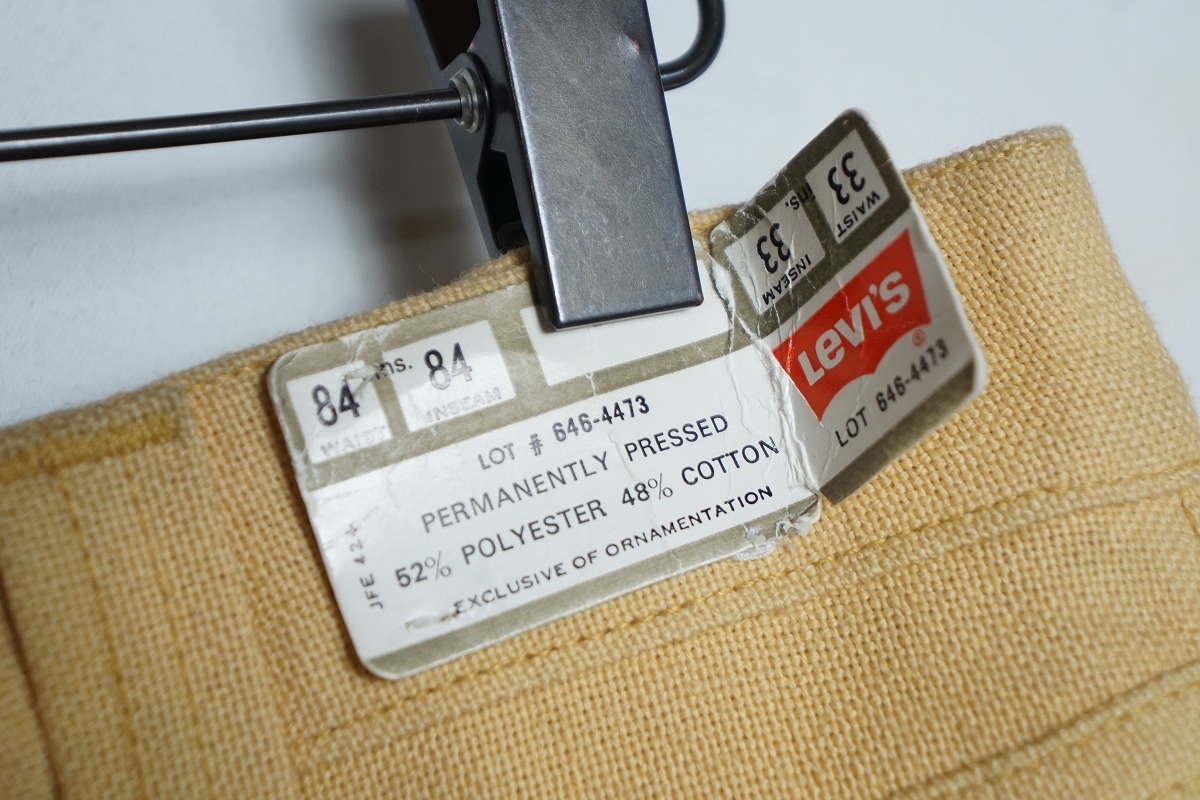 84 ins. 84
WAIST INSEAM
LOT # 646-4473
PERMANENTLY PRESSED
52% POLYESTER 48% COTTON
EXCLUSIVE OF ORNAMENTATION
JFE 424
33 ins. 33
WAIST INSEAM
LEVI'S ®
LOT 646-4473